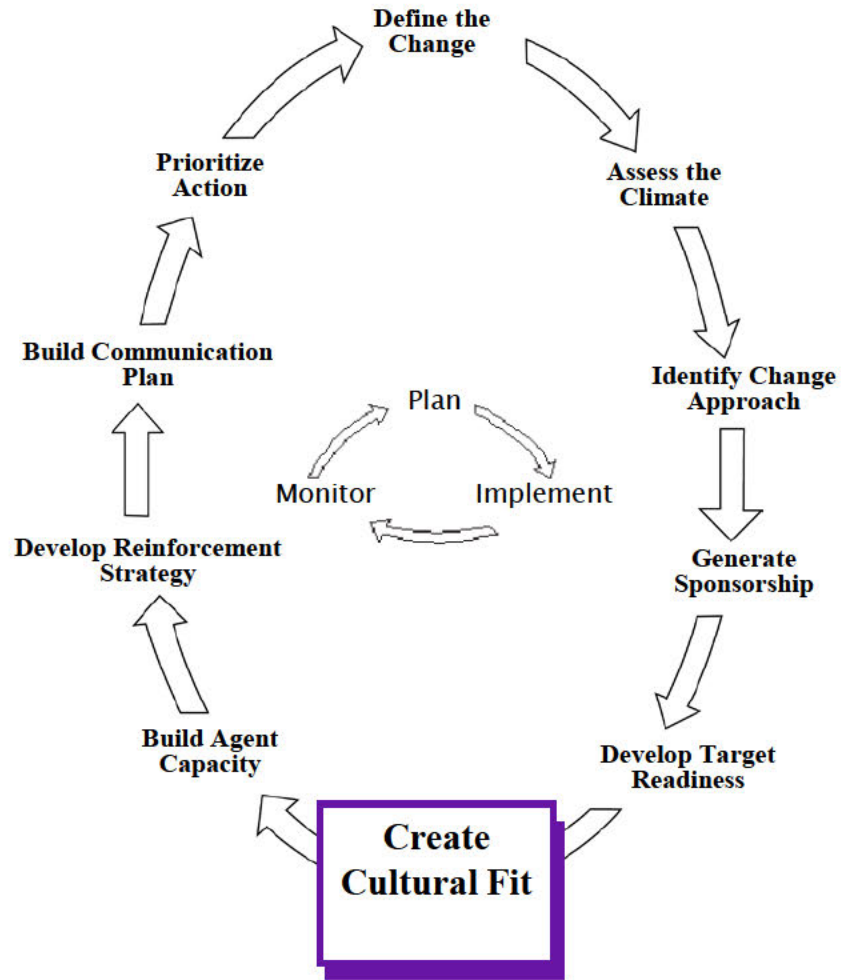 Define the
Change
Assess the
Climate
Identify Change
Approach
Generate
Sponsorship
Develop Target
Readiness
Create
Cultural Fit
Build Agent
Capacity
Develop Reinforcement
Strategy
Build Communication
Plan
Prioritize
Action
Plan
Implement
Monitor